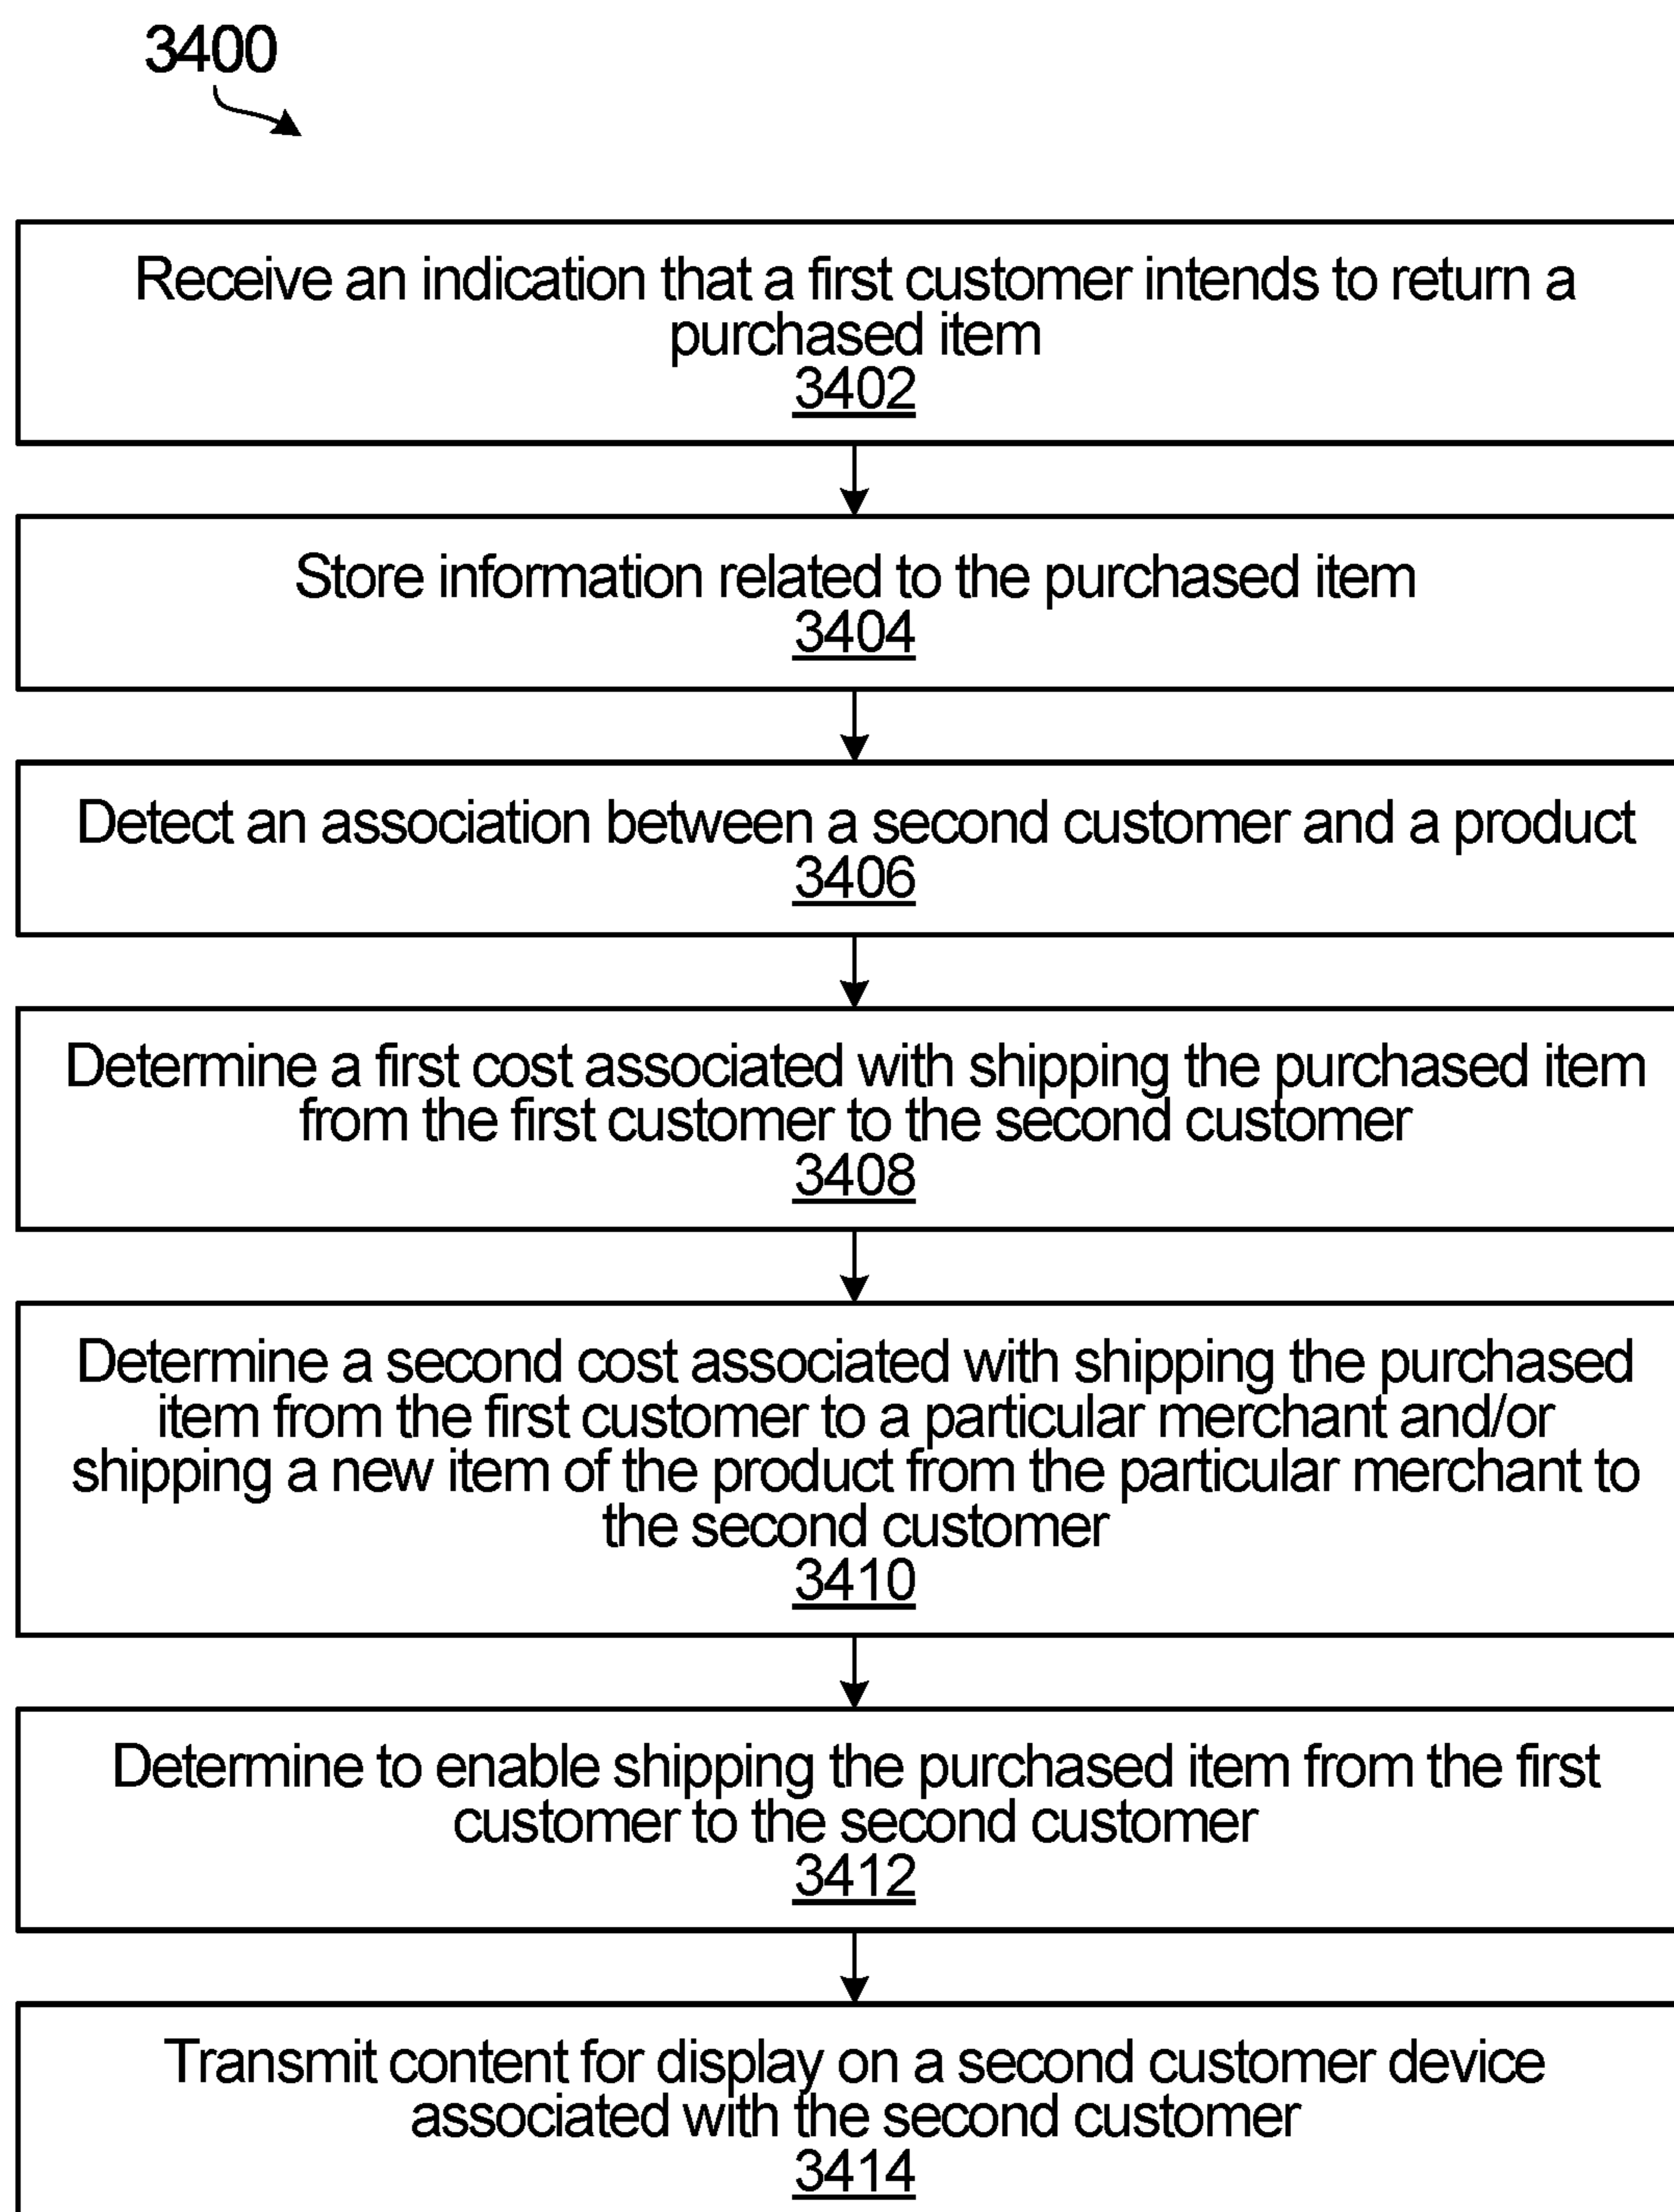 3400
Receive an indication that a first customer intends to return a
purchased item
3402
Store information related to the purchased item
3404
Detect an association between a second customer and a product
3406
Determine a first cost associated with shipping the purchased item
from the first customer to the second customer
3408
Determine a second cost associated with shipping the purchased
item from the first customer to a particular merchant and/or
shipping a new item of the product from the particular merchant to
the second customer
3410
Determine to enable shipping the purchased item from the first
customer to the second customer
3412
Transmit content for display on a second customer device
associated with the second customer
3414